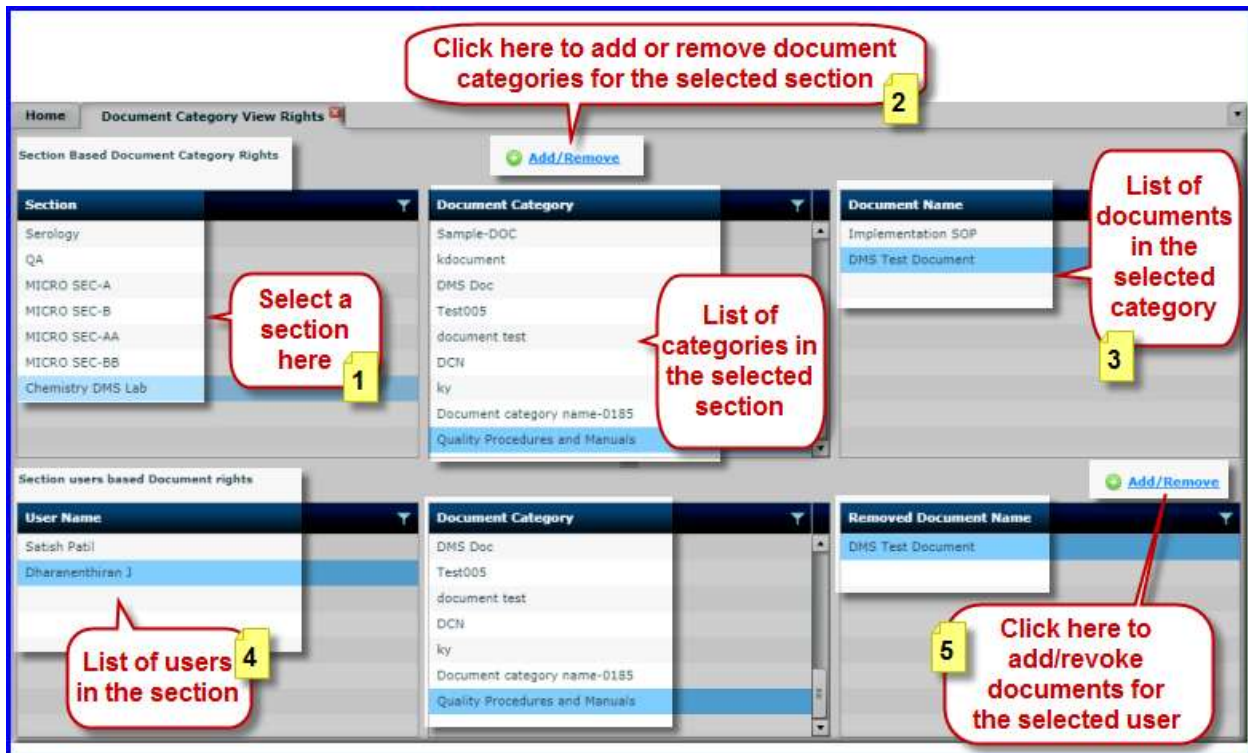 Click here to add or remove document
categories for the selected section
2
Home
Document Category View Rights
Section Based Document Category Rights
Add/Remove
Section
Serology
QA
MICRO SEC-A
MICRO SEC-B
MICRO SEC-AA
MICRO SEC-BB
Chemistry DMS Lab
Select a
section
here
1
Document Category
Sample-DOC
kdocument
DMS Doc
Test005
document test
DCN
ky
Document category name-0185
Quality Procedures and Manuals
List of
categories in
the selected
section
Document Name
Implementation SOP
DMS Test Document
List of
documents
in the
selected
category
3
Section users based Document rights
Add/Remove
User Name
Satish Patil
Dharanenthiran J
List of users
in the section
4
Document Category
DMS Doc
Test005
document test
DCN
ky
Document category name-0185
Quality Procedures and Manuals
Removed Document Name
DMS Test Document
5
Click here to
add/revoke
documents for
the selected user